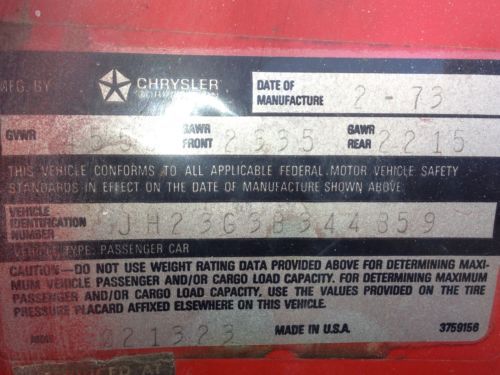 MFG. BY CHRYSLER DATE OF MANUFACTURE 2 - 73
GVWR 455 GAWR FRONT 2335 GAWR REAR 2215
THIS VEHICLE CONFORMS TO ALL APPLICABLE FEDERAL MOTOR VEHICLE SAFETY
STANDARDS IN EFFECT ON THE DATE OF MANUFACTURE SHOWN ABOVE.
VEHICLE IDENTIFICATION NUMBER JH23G3B344859
VEHICLE TYPE: PASSENGER CAR
CAUTION—DO NOT USE WEIGHT RATING DATA PROVIDED ABOVE FOR DETERMINING MAXI-
MUM VEHICLE PASSENGER AND/OR CARGO LOAD CAPACITY. FOR DETERMINING MAXIMUM
PASSENGER AND/OR CARGO LOAD CAPACITY, USE THE VALUES PROVIDED ON THE TIRE
PRESSURE PLACARD AFFIXED ELSEWHERE ON THIS VEHICLE.
MDH 021323 MADE IN U.S.A. 3759156